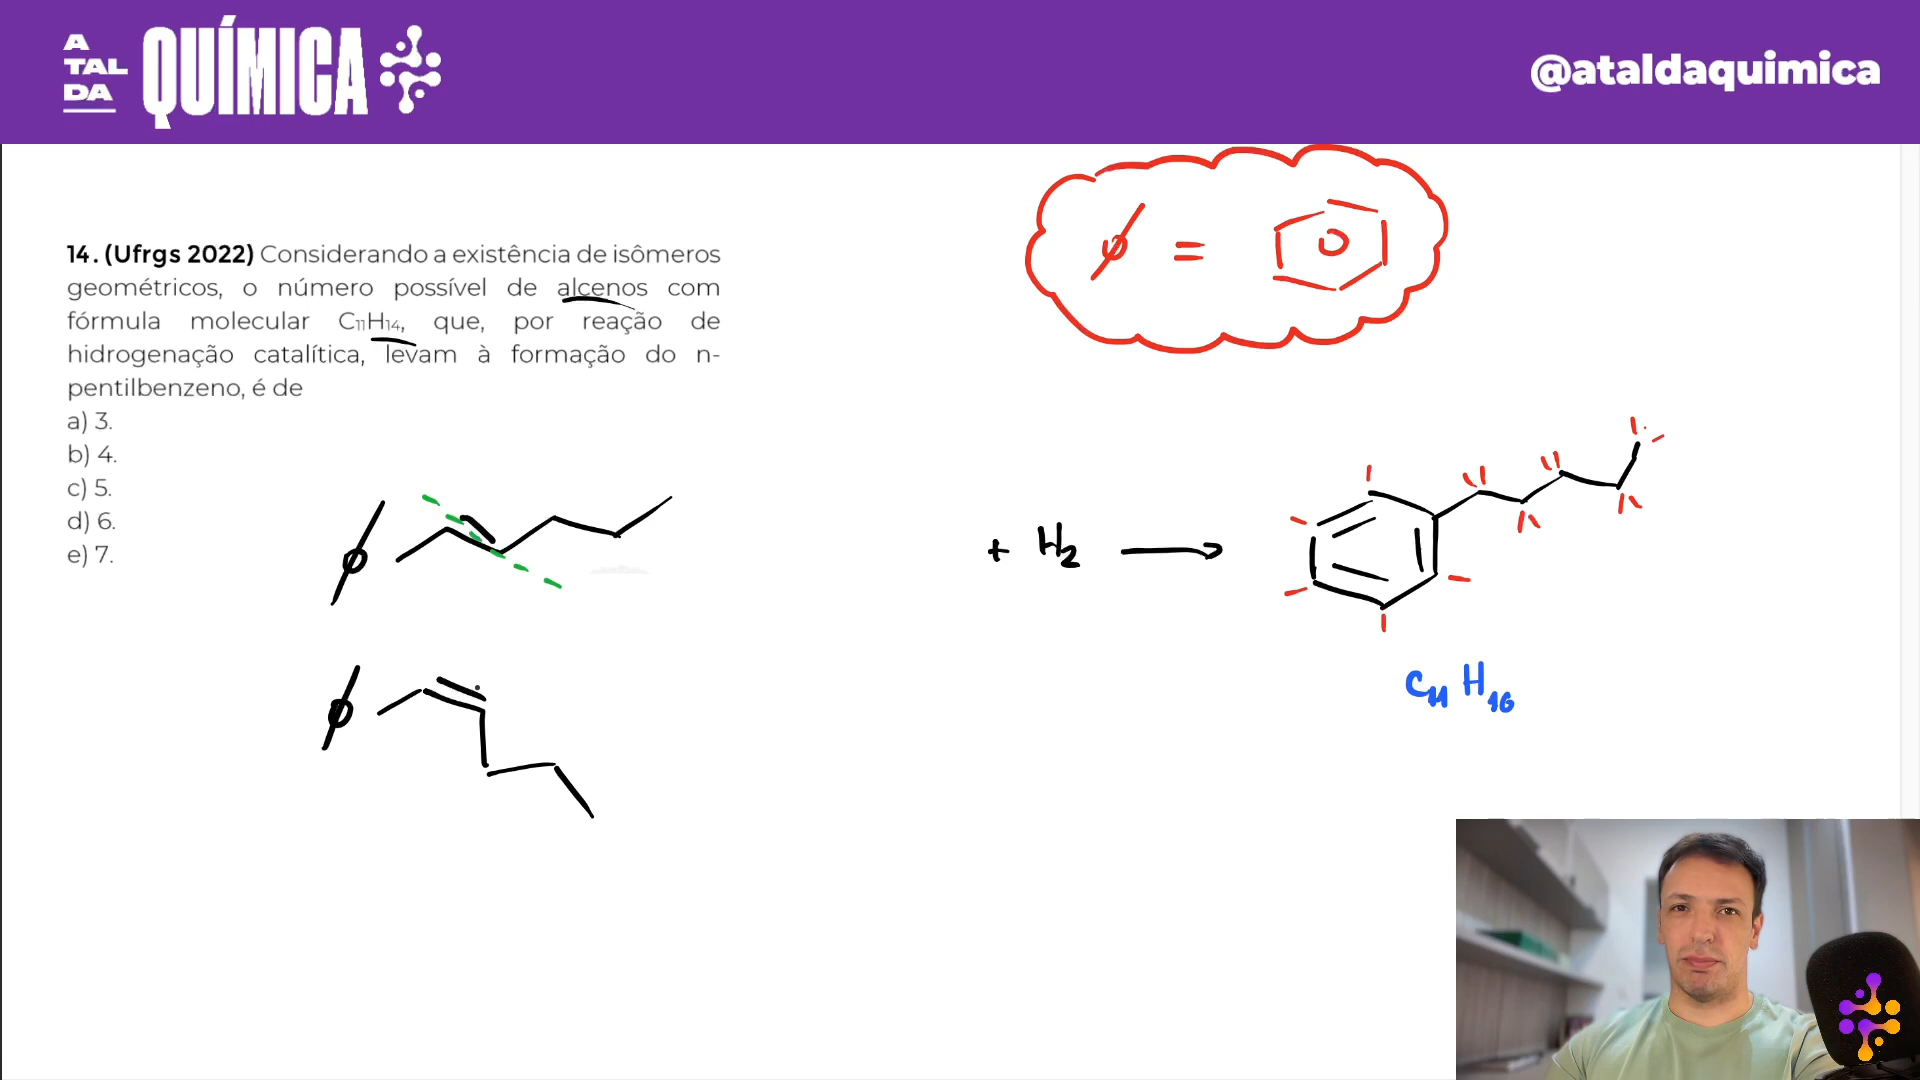 A TAL DA QUÍMICA
@ataldaquimica
14. (Ufrgs 2022) Considerando a existência de isômeros
geométricos, o número possível de alcenos com
fórmula molecular C₁₁H₁₄, que, por reação de
hidrogenação catalítica, levam à formação do n-
pentilbenzeno, é de
a) 3.
b) 4.
c) 5.
d) 6.
e) 7.
ϕ =
+ H₂ →
ϕ
ϕ
C₁₁ H₁₆